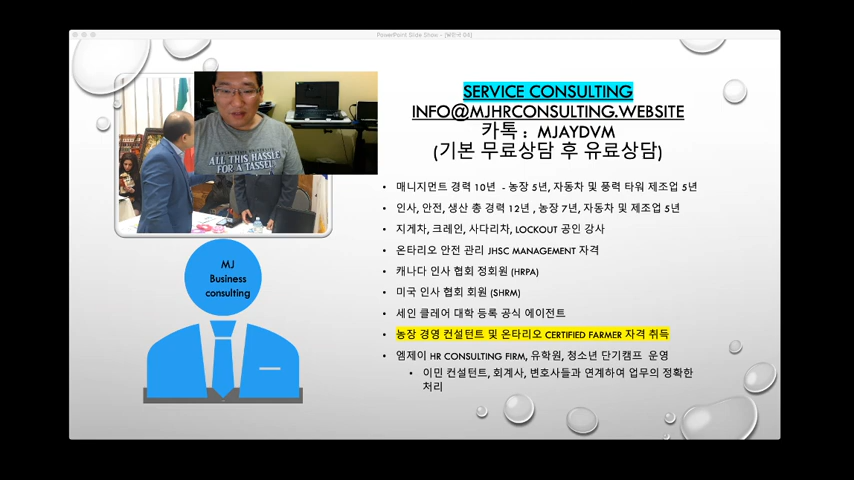 PowerPoint Slide Show
SERVICE CONSULTING
INFO@MJHRCONSULTING.WEBSITE
카톡 : MJAYDVM
(기본 무료상담 후 유료상담)
ALL THIS HASSLE
FOR A TASSEL
MJ
Business
consulting
• 매니지먼트 경력 10년 - 농장 5년, 자동차 및 풍력 타워 제조업 5년
• 인사, 안전, 생산 총 경력 12년 , 농장 7년, 자동차 및 제조업 5년
• 지게차, 크레인, 사다리차, LOCKOUT 공인 강사
• 온타리오 안전 관리 JHSC MANAGEMENT 자격
• 캐나다 인사 협회 정회원 (HRPA)
• 미국 인사 협회 회원 (SHRM)
• 세인 클레어 대학 등록 공식 에이전트
• 농장 경영 컨설턴트 및 온타리오 CERTIFIED FARMER 자격 취득
• 엠제이 HR CONSULTING FIRM, 유학원, 청소년 단기캠프 운영
• 이민 컨설턴트, 회계사, 변호사들과 연계하여 업무의 정확한
처리